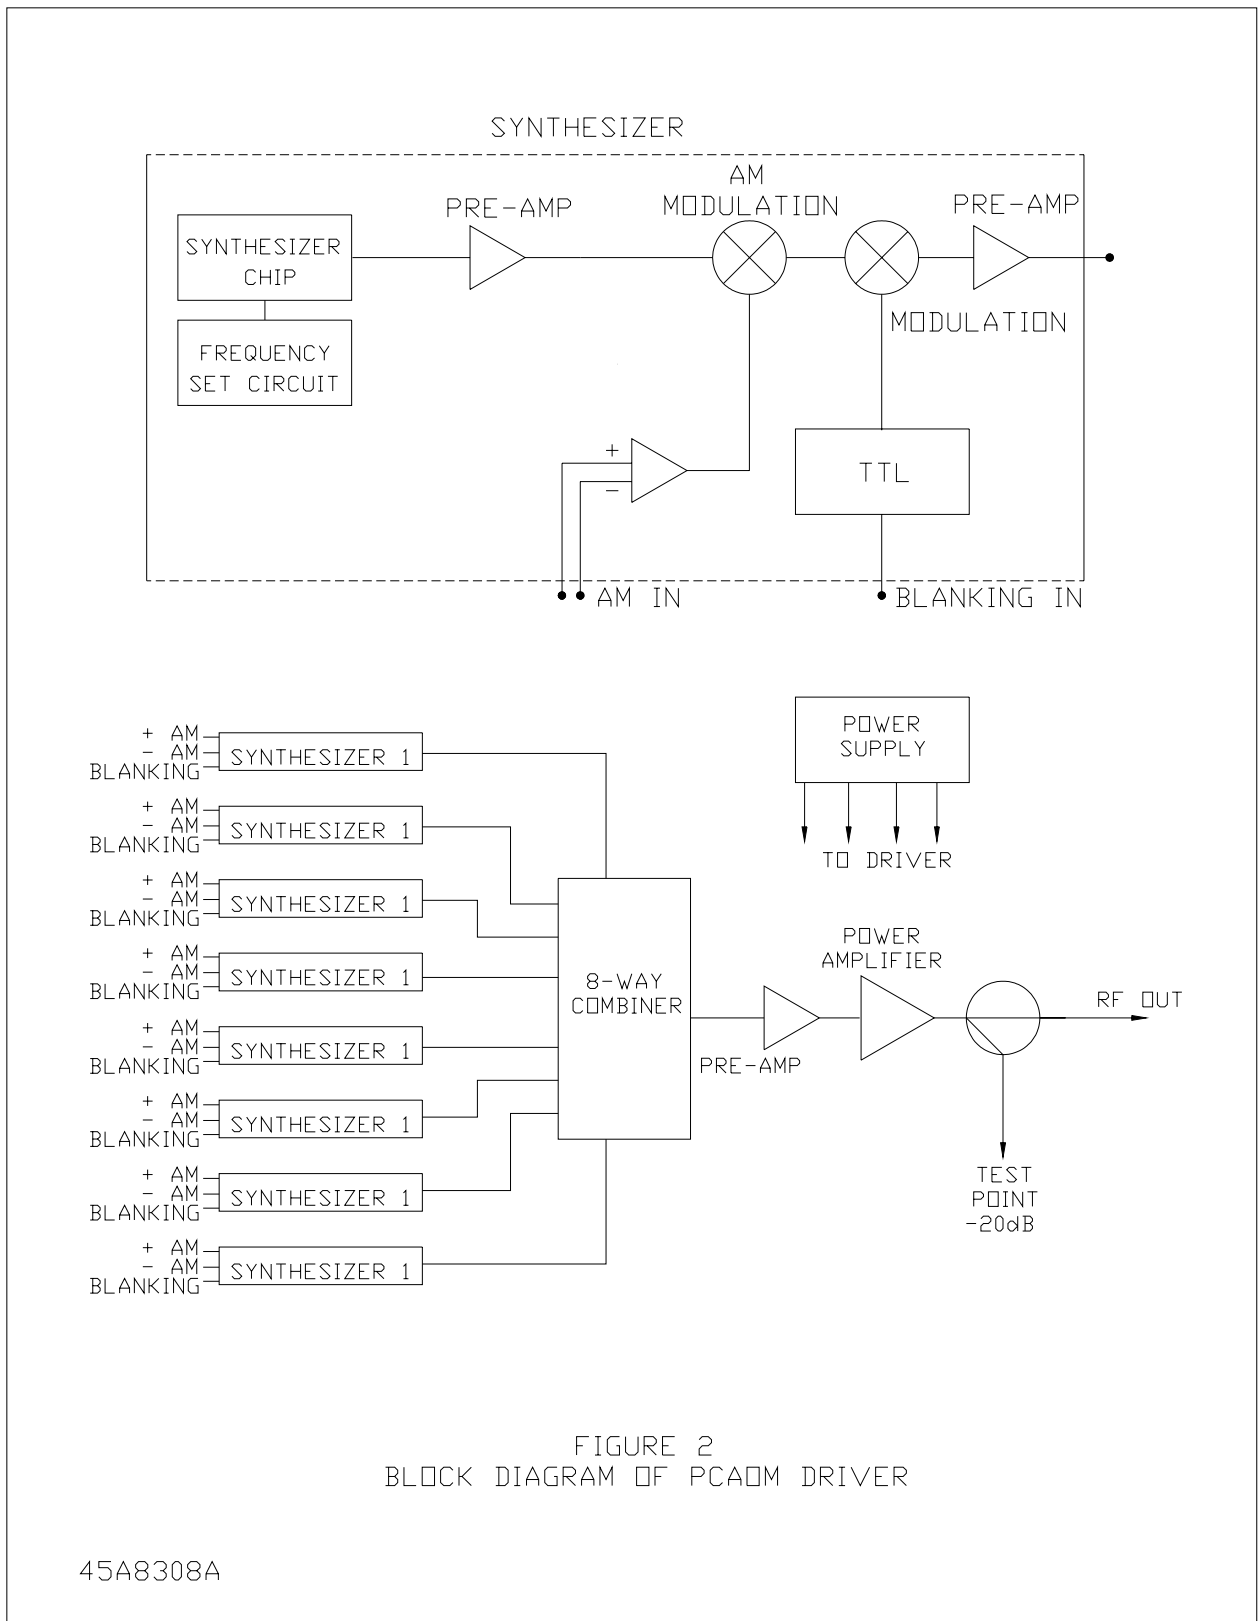 SYNTHESIZER
AM
MODULATION
PRE-AMP
PRE-AMP
SYNTHESIZER
CHIP
MODULATION
FREQUENCY
SET CIRCUIT
+
-
TTL
AM IN
BLANKING IN
POWER
SUPPLY
TO DRIVER
+ AM
- AM
BLANKING
SYNTHESIZER 1
+ AM
- AM
BLANKING
SYNTHESIZER 1
+ AM
- AM
BLANKING
SYNTHESIZER 1
+ AM
- AM
BLANKING
SYNTHESIZER 1
+ AM
- AM
BLANKING
SYNTHESIZER 1
+ AM
- AM
BLANKING
SYNTHESIZER 1
+ AM
- AM
BLANKING
SYNTHESIZER 1
+ AM
- AM
BLANKING
SYNTHESIZER 1
8-WAY
COMBINER
PRE-AMP
POWER
AMPLIFIER
RF OUT
TEST
POINT
-20dB
FIGURE 2
BLOCK DIAGRAM OF PCAOM DRIVER
45A8308A